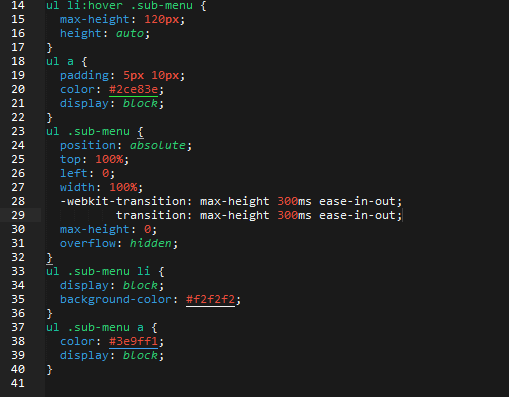 14 ul li:hover .sub-menu {
15   max-height: 120px;
16   height: auto;
17 }
18 ul a {
19   padding: 5px 10px;
20   color: #2ce83e;
21   display: block;
22 }
23 ul .sub-menu {
24   position: absolute;
25   top: 100%;
26   left: 0;
27   width: 100%;
28   -webkit-transition: max-height 300ms ease-in-out;
29           transition: max-height 300ms ease-in-out;
30   max-height: 0;
31   overflow: hidden;
32 }
33 ul .sub-menu li {
34   display: block;
35   background-color: #f2f2f2;
36 }
37 ul .sub-menu a {
38   color: #3e9ff1;
39   display: block;
40 }
41